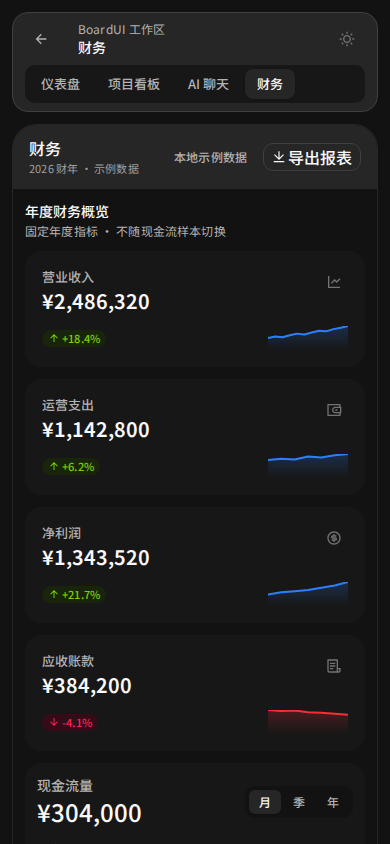 BoardUI 工作区
财务
仪表盘 项目看板 AI 聊天 财务
财务
2026 财年 • 示例数据
本地示例数据
导出报表
年度财务概览
固定年度指标 • 不随现金流样本切换
营业收入
¥2,486,320
+18.4%
运营支出
¥1,142,800
+6.2%
净利润
¥1,343,520
+21.7%
应收账款
¥384,200
-4.1%
现金流量
¥304,000
月 季 年